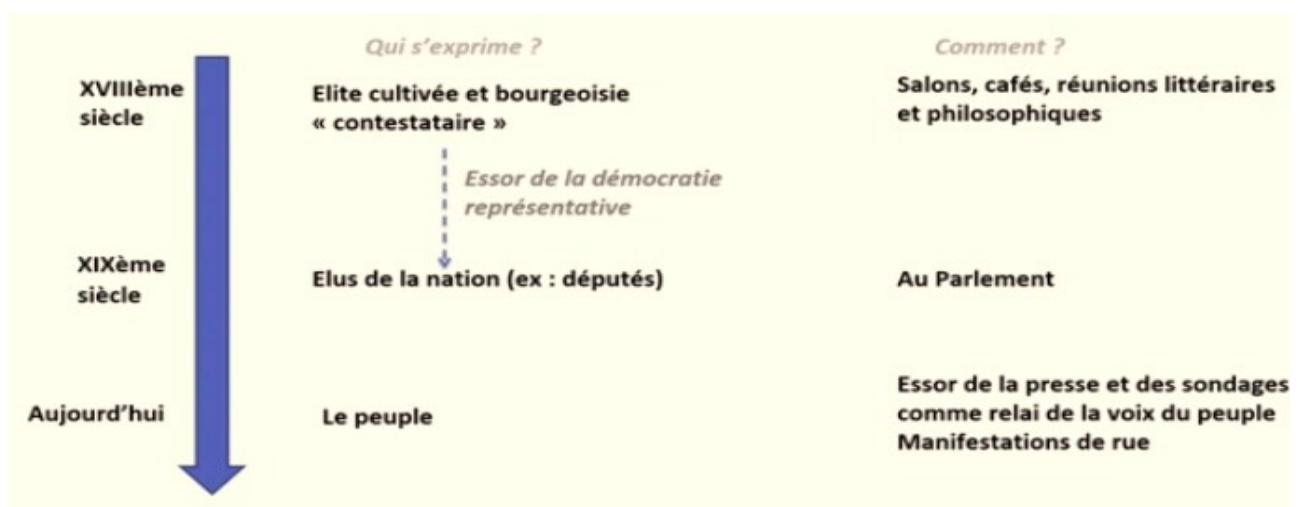 Qui s'exprime ?
Comment ?
XVIIIème
siècle
Elite cultivée et bourgeoisie
« contestataire »
Salons, cafés, réunions littéraires
et philosophiques
Essor de la démocratie
représentative
XIXème
siècle
Elus de la nation (ex : députés)
Au Parlement
Aujourd'hui
Le peuple
Essor de la presse et des sondages
comme relai de la voix du peuple
Manifestations de rue